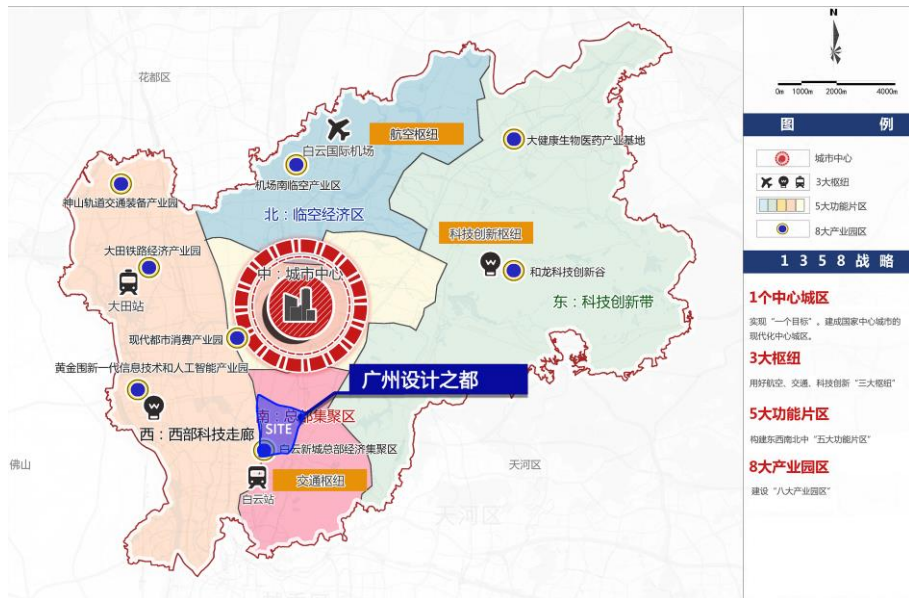 花都区
航空枢纽
白云国际机场
大健康生物医药产业基地
机场南临空产业区
神山轨道交通装备产业园
北：临空经济区
科技创新枢纽
大田铁路经济产业园
中：城市中心
和龙科技创新谷
大田站
东：科技创新带
现代都市消费产业园
黄金围新一代信息技术和人工智能产业园
广州设计之都
南：总部集聚区
SITE
西：西部科技走廊
白云新城总部经济集聚区
佛山
天河区
交通枢纽
白云站
天河区
N
0m 1000m 2000m 4000m
图 例
城市中心
3大枢纽
5大功能片区
8大产业园区
1 3 5 8 战 略
1个中心城区
实现“一个目标”。建成国家中心城市的
现代化中心城区。
3大枢纽
用好航空、交通、科技创新“三大枢纽”
5大功能片区
构建东西南北中“五大功能片区”
8大产业园区
建设“八大产业园区”